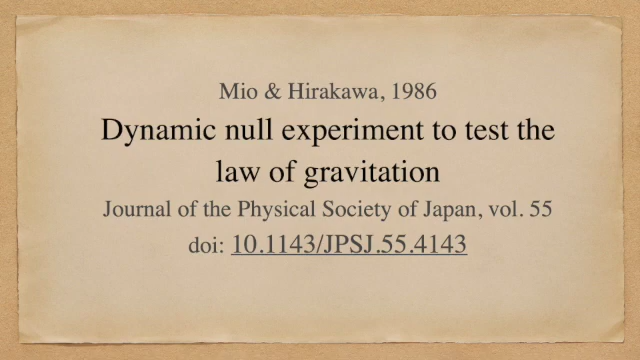 Mio & Hirakawa, 1986
Dynamic null experiment to test the
law of gravitation
Journal of the Physical Society of Japan, vol. 55
doi: 10.1143/JPSJ.55.4143